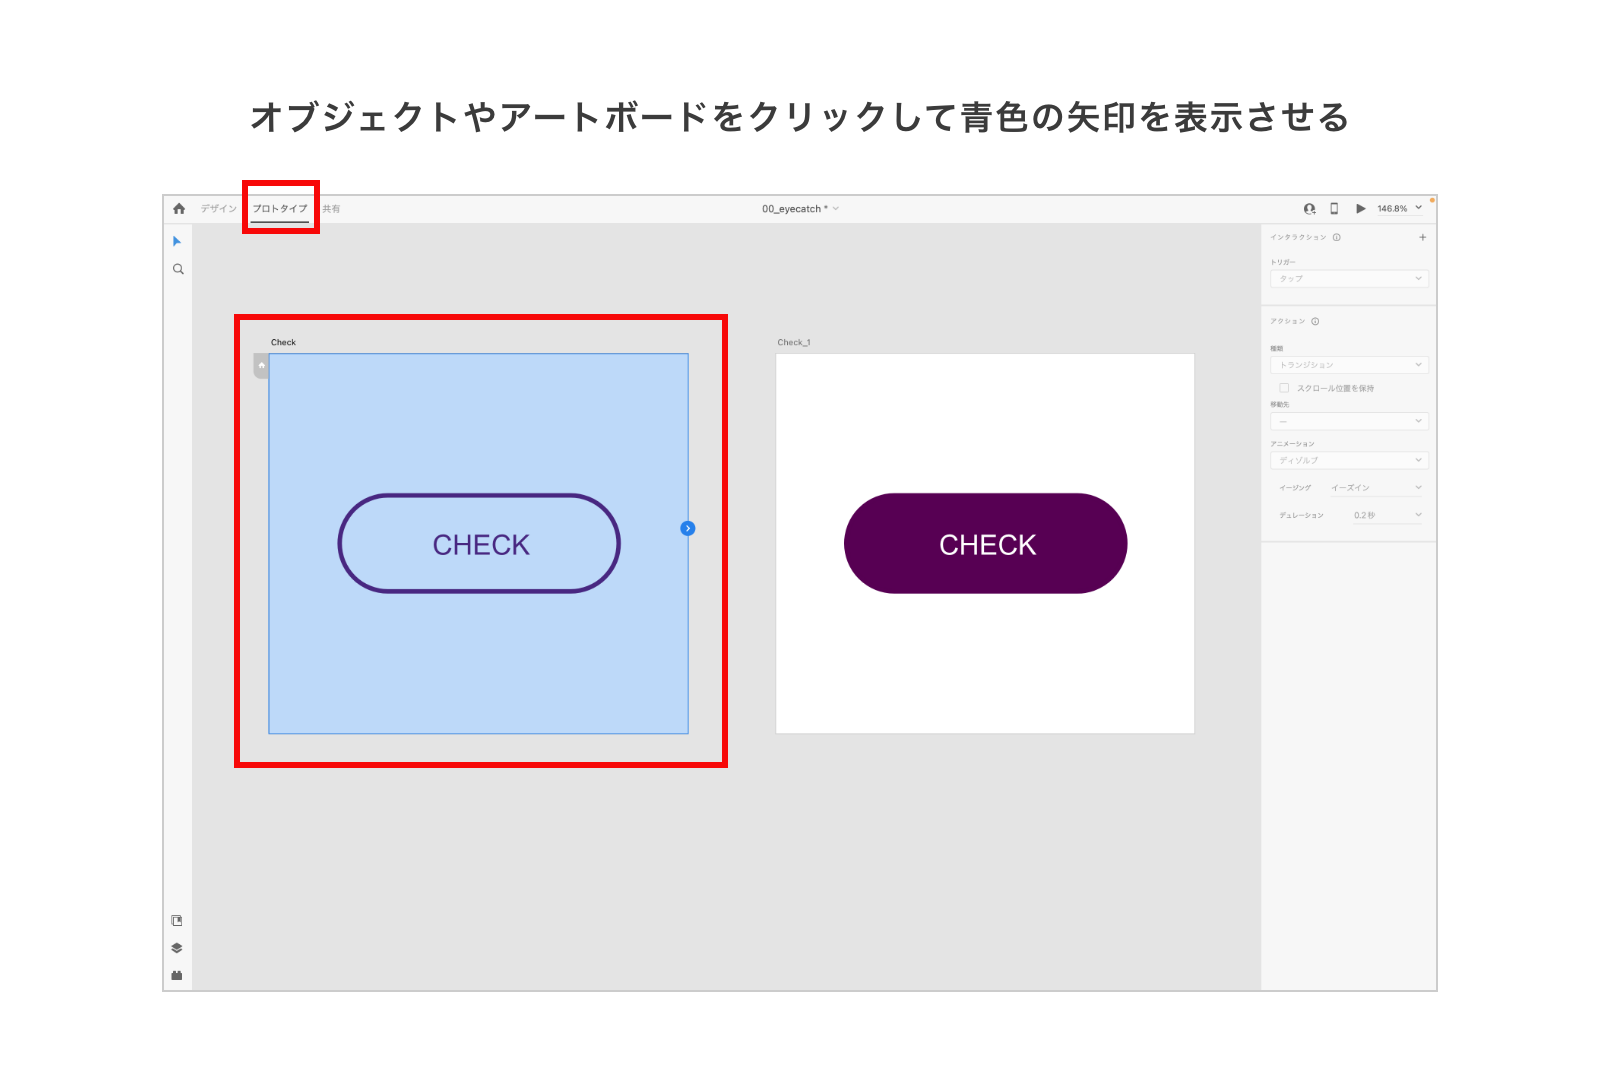 オブジェクトやアートボードをクリックして青色の矢印を表示させる
デザイン プロトタイプ 共有
00_eyecatch *
146.8%
インタラクション
トリガー
タップ
アクション
種類
トランジション
スクロール位置を保持
移動先
—
アニメーション
ディゾルブ
イージング イーズイン
デュレーション 0.2 秒
Check
CHECK
Check_1
CHECK